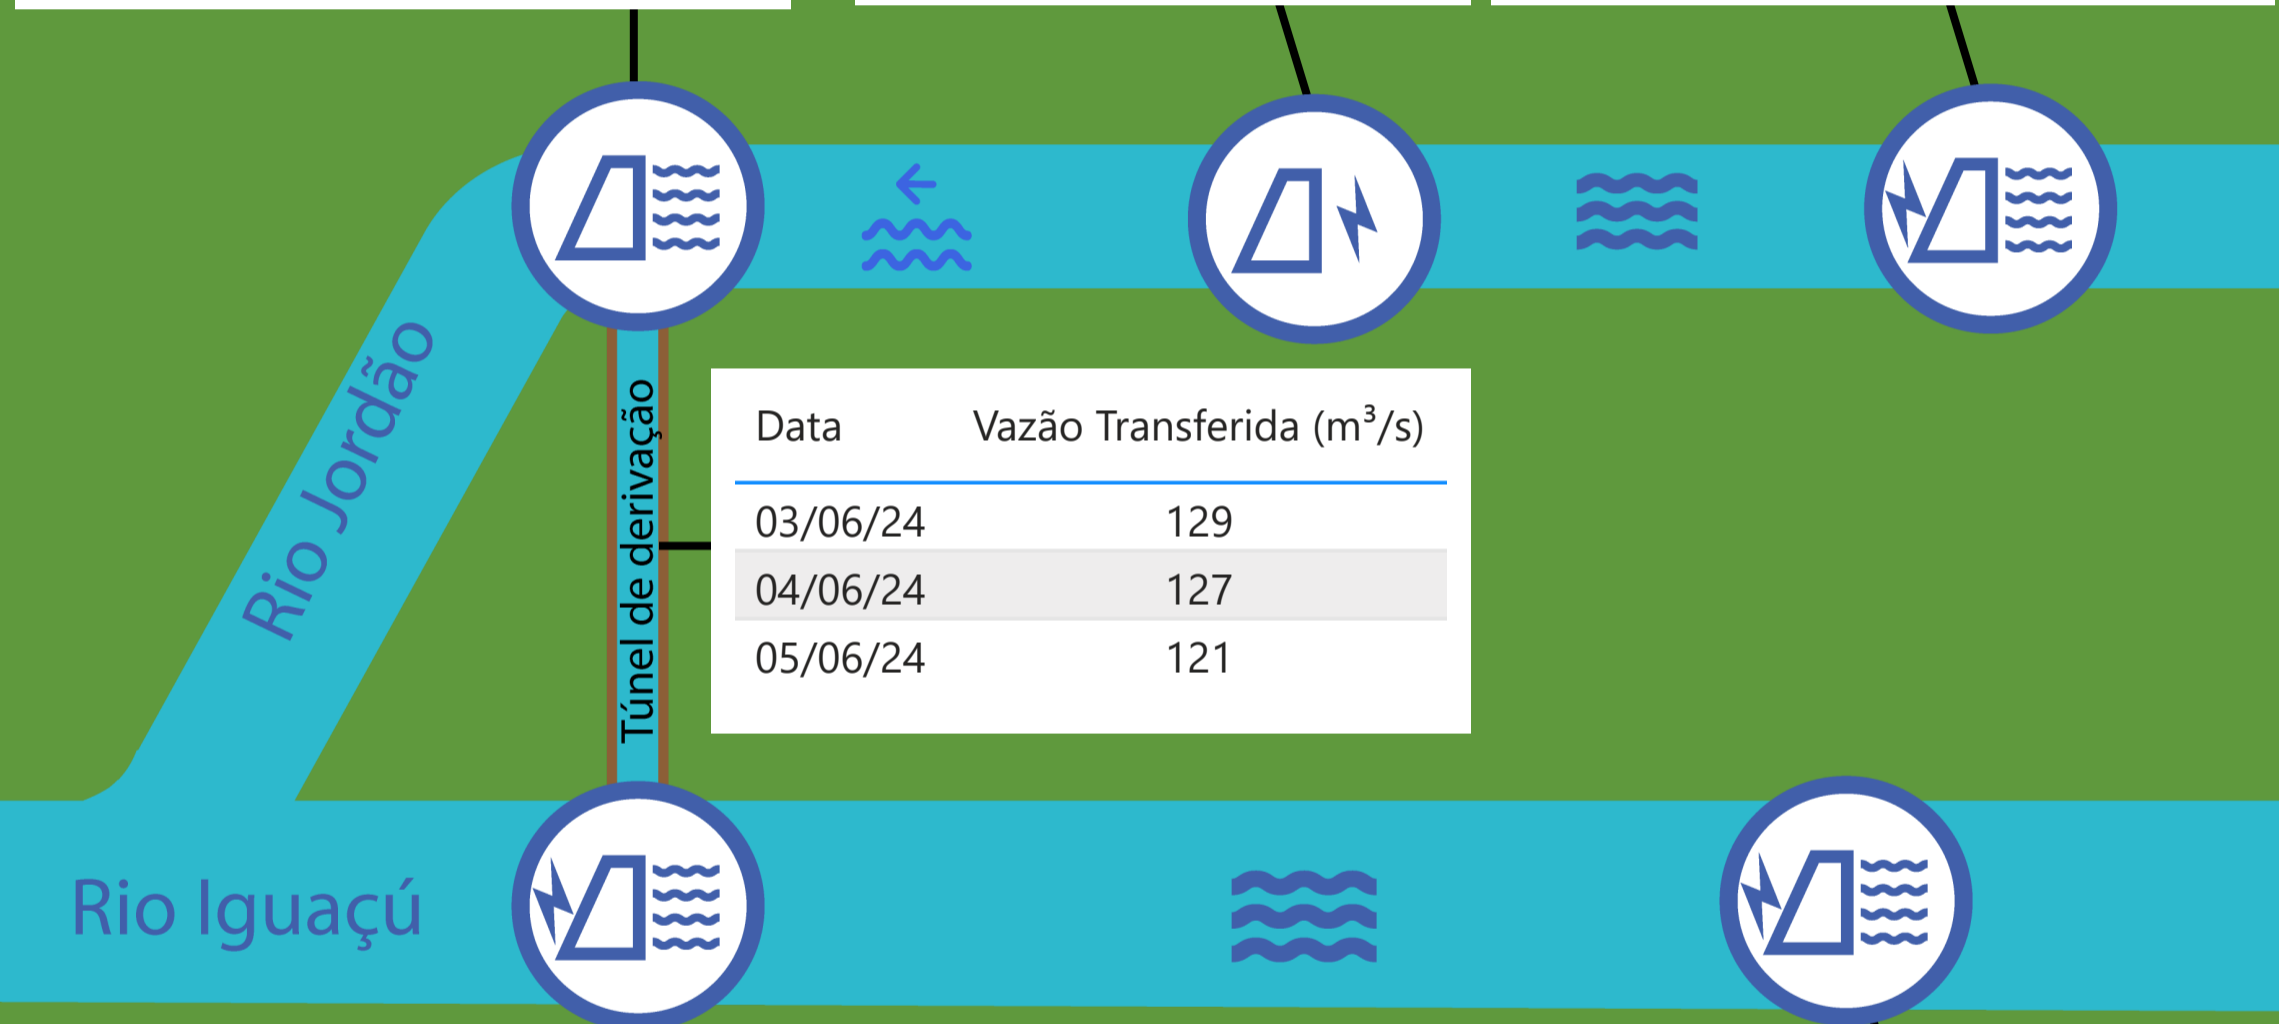 Rio Jordão
Túnel de derivação
Data Vazão Transferida (m³/s)
03/06/24 129
04/06/24 127
05/06/24 121
Rio Iguaçú